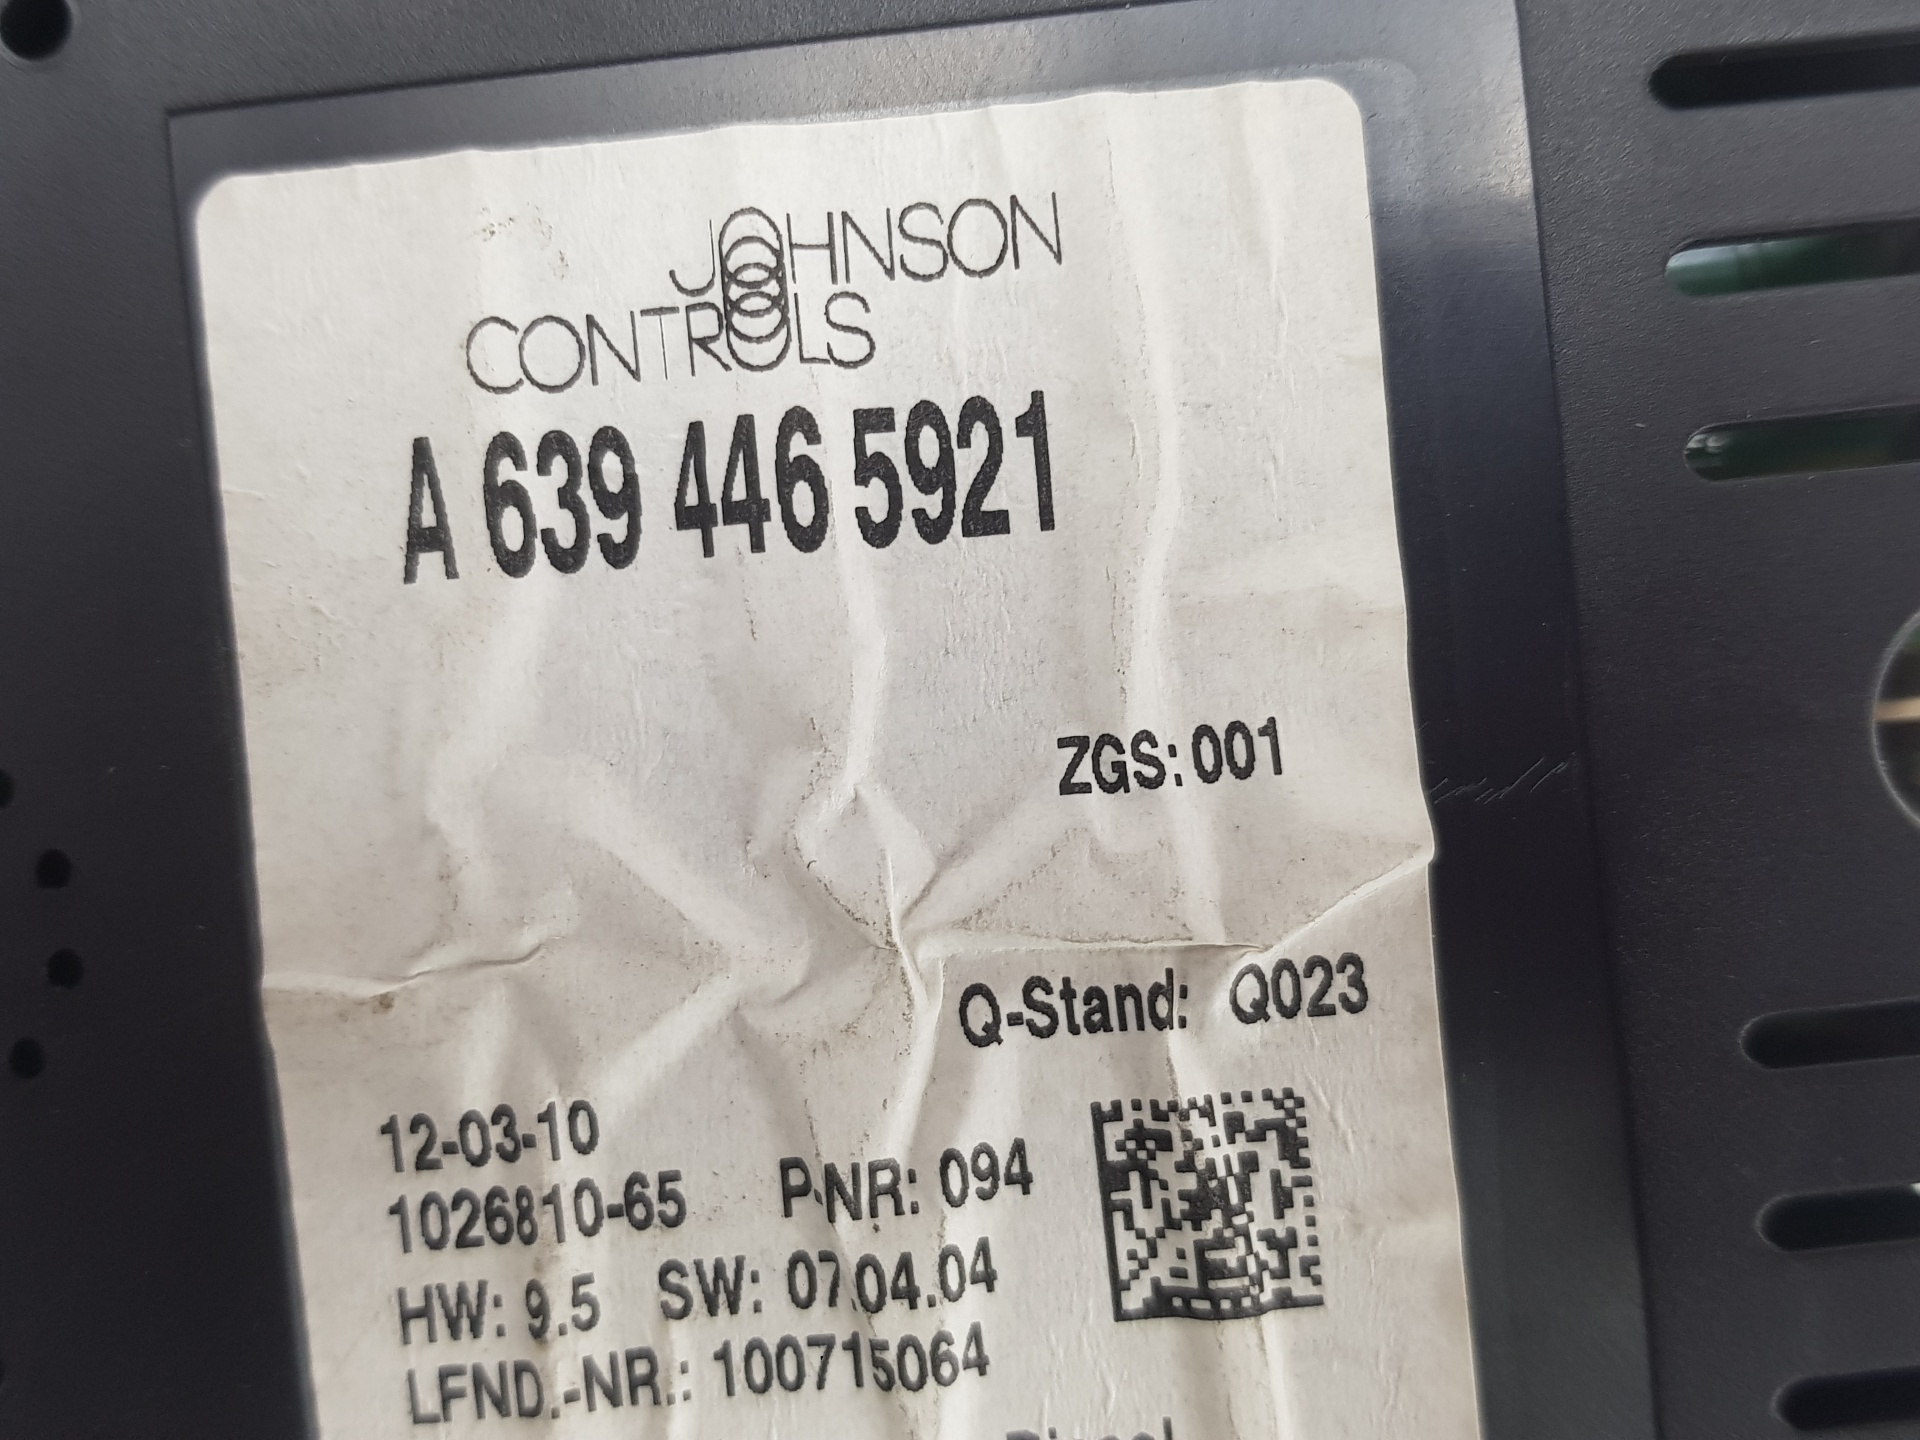 JOHNSON
CONTROLS
A 639 446 5921
ZGS: 001
Q-Stand: Q023
12-03-10
1026810-65 P-NR: 094
HW: 9.5 SW: 07.04.04
LFND.-NR.: 100715064
Diesel